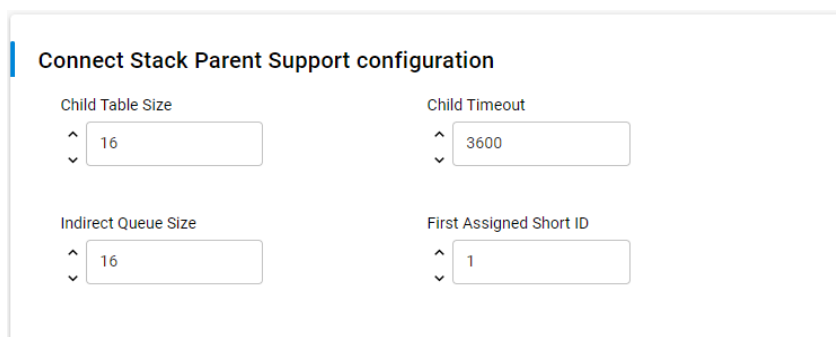 Connect Stack Parent Support configuration
Child Table Size
Child Timeout
16
3600
Indirect Queue Size
First Assigned Short ID
16
1